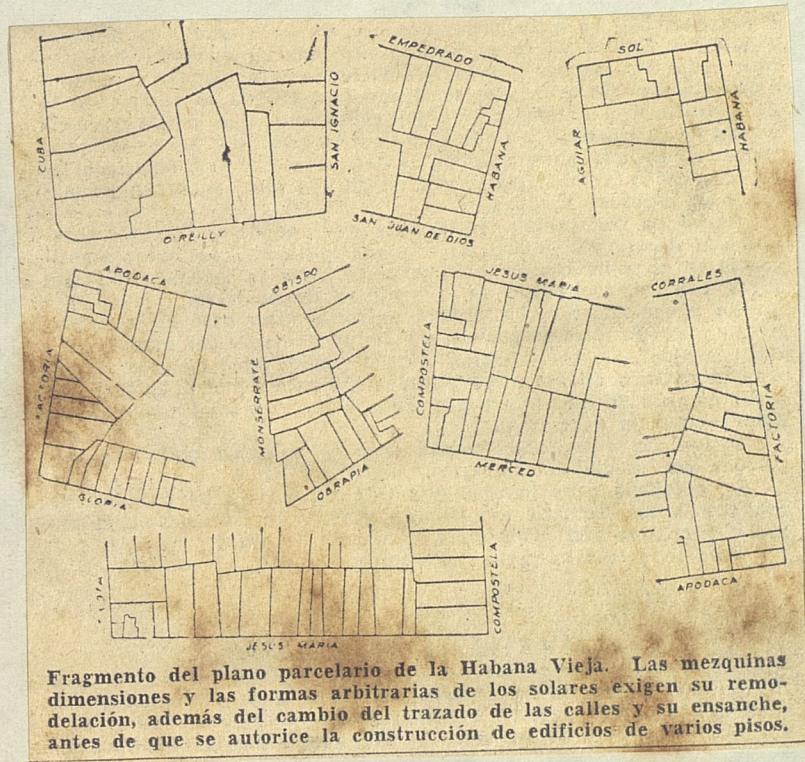 CUBA
SAN IGNACIO
O'REILLY
EMPEDRADO
HABANA
SAN JUAN DE DIOS
SOL
AGUIAR
HABANA
APODACA
FACTORIA
GLORIA
OBISPO
MONSERRATE
OBRAPIA
JESUS MARIA
COMPOSTELA
MERCED
CORRALES
FACTORIA
APODACA
COMPOSTELA
JESUS MARIA
Fragmento del plano parcelario de la Habana Vieja. Las mezquinas
dimensiones y las formas arbitrarias de los solares exigen su remo-
delación, además del cambio del trazado de las calles y su ensanche,
antes de que se autorice la construcción de edificios de varios pisos.